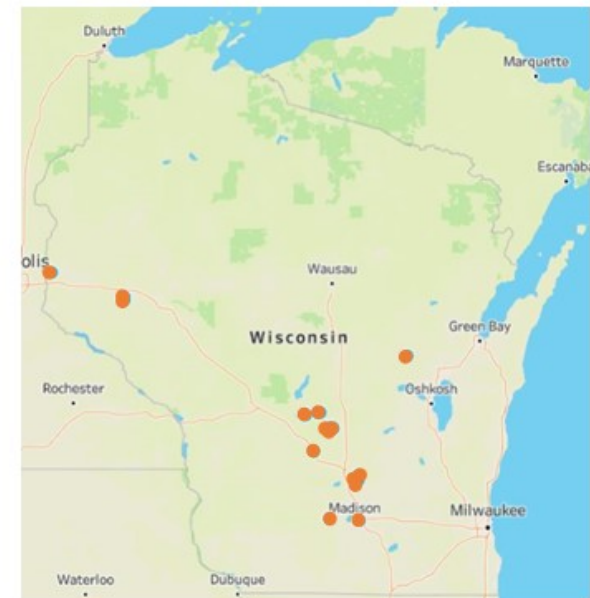 Duluth
Marquette
Escanaba
olis
Wausau
Wisconsin
Green Bay
Rochester
Oshkosh
Madison
Milwaukee
Waterloo
Dubuque